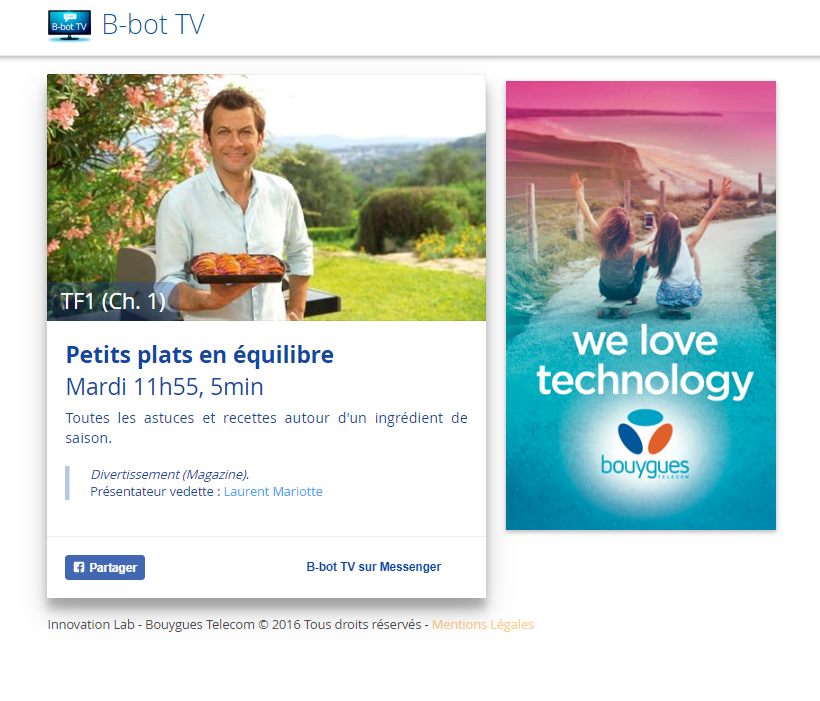 B-bot TV
B-bot TV
TF1 (Ch. 1)
Petits plats en équilibre
Mardi 11h55, 5min
Toutes les astuces et recettes autour d'un ingrédient de
saison.
Divertissement (Magazine).
Présentateur vedette : Laurent Mariotte
Partager
B-bot TV sur Messenger
we love
technology
bouygues
TELECOM
Innovation Lab - Bouygues Telecom © 2016 Tous droits réservés - Mentions Légales